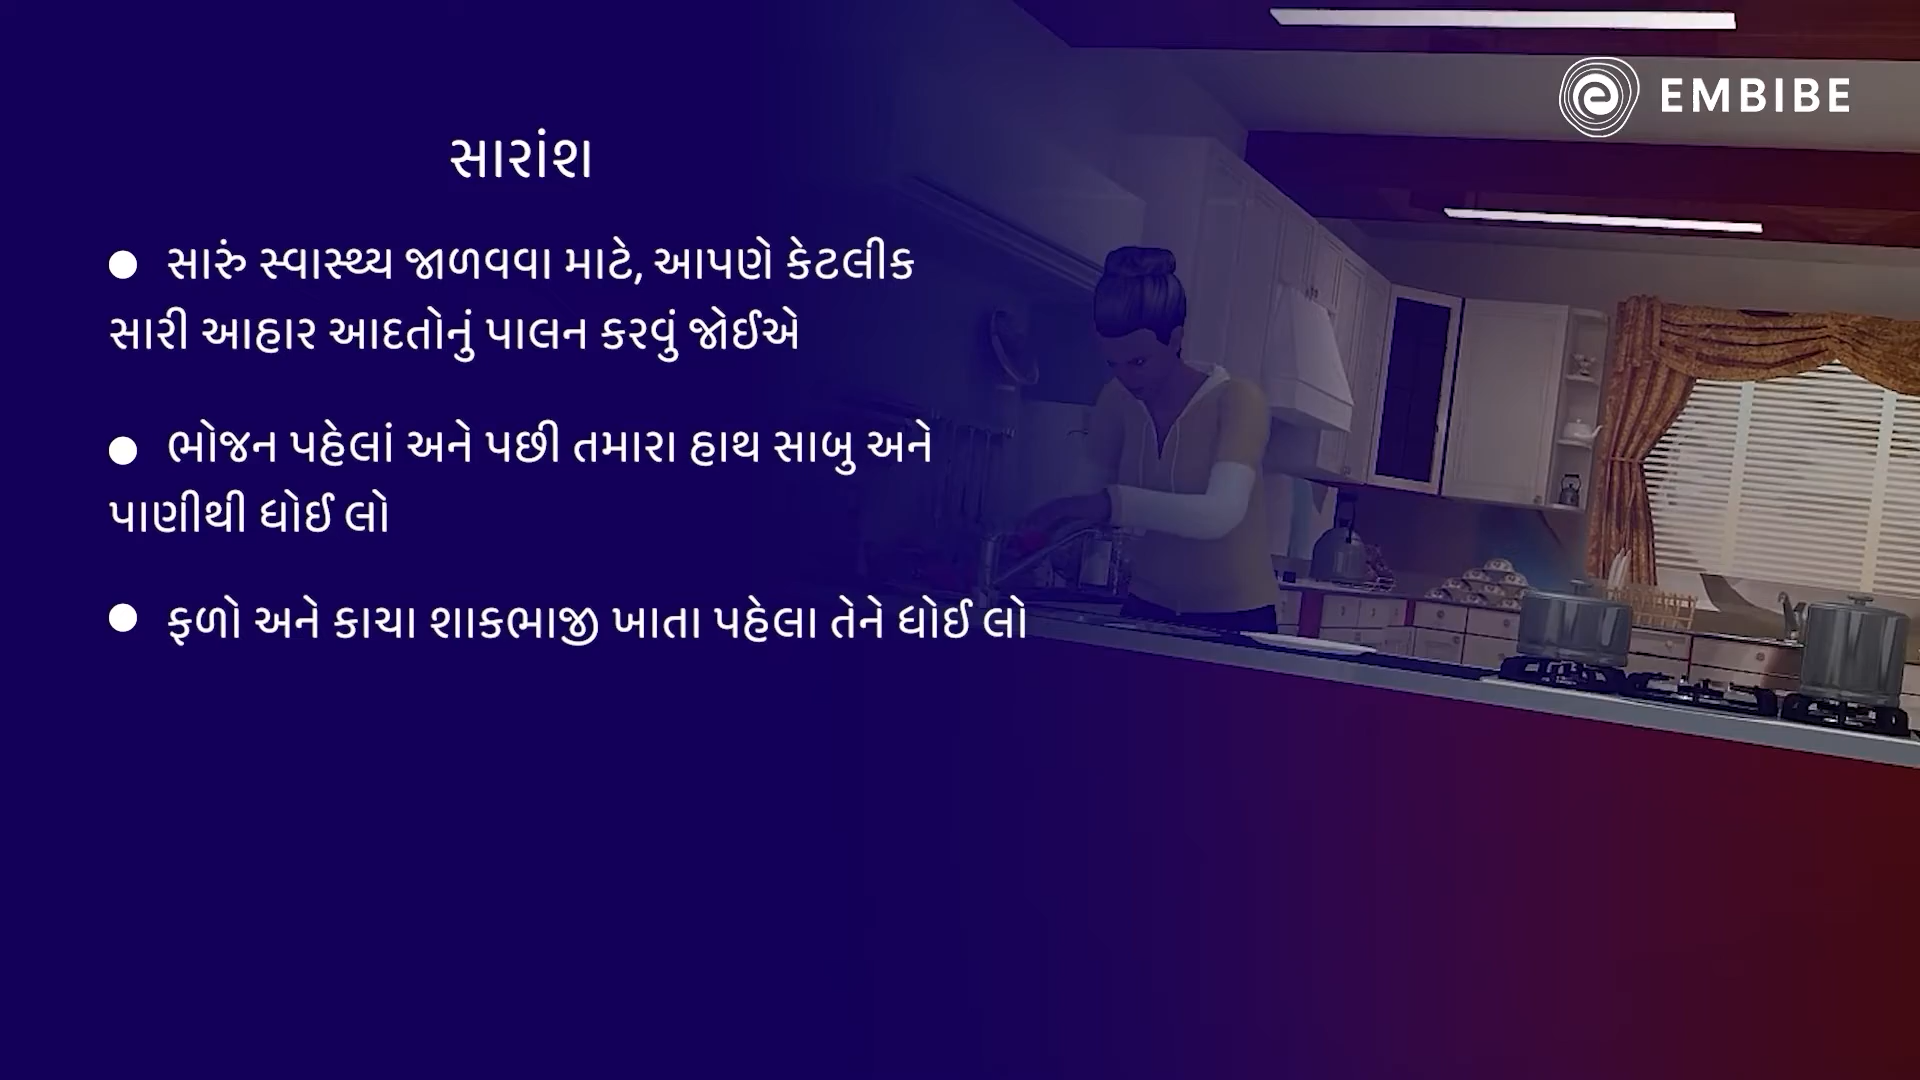 EMBIBE
સારાંશ
● સારું સ્વાસ્થ્ય જાળવવા માટે, આપણે કેટલીક
સારી આહાર આદતોનું પાલન કરવું જોઈએ
● ભોજન પહેલાં અને પછી તમારા હાથ સાબુ અને
પાણીથી ધોઈ લો
● ફળો અને કાચા શાકભાજી ખાતા પહેલા તેને ધોઈ લો